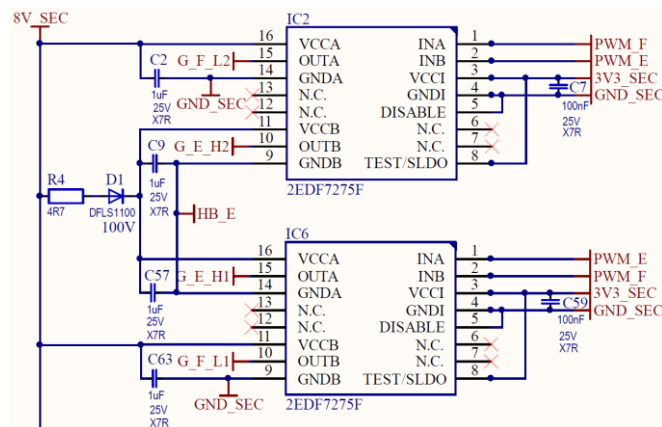 8V_SEC
IC2
16 VCCA INA 1 PWM_F
15 OUTA INB 2 PWM_E
14 GNDA VCCI 3 3V3_SEC
13 N.C. GNDI 4 GND_SEC
12 N.C. DISABLE 5
11 VCCB N.C. 6
10 OUTB N.C. 7
9 GNDB TEST/SLDO 8
2EDF7275F
C2
1uF
25V
X7R
G_F_L2
GND_SEC
C7
100nF
25V
X7R
C9
1uF
25V
X7R
G_E_H2
R4
4R7
D1
DFLS1100
100V
HB_E
IC6
16 VCCA INA 1 PWM_E
15 OUTA INB 2 PWM_F
14 GNDA VCCI 3 3V3_SEC
13 N.C. GNDI 4 GND_SEC
12 N.C. DISABLE 5
11 VCCB N.C. 6
10 OUTB N.C. 7
9 GNDB TEST/SLDO 8
2EDF7275F
G_E_H1
C57
1uF
25V
X7R
C59
100nF
25V
X7R
C63
1uF
25V
X7R
G_F_L1
GND_SEC